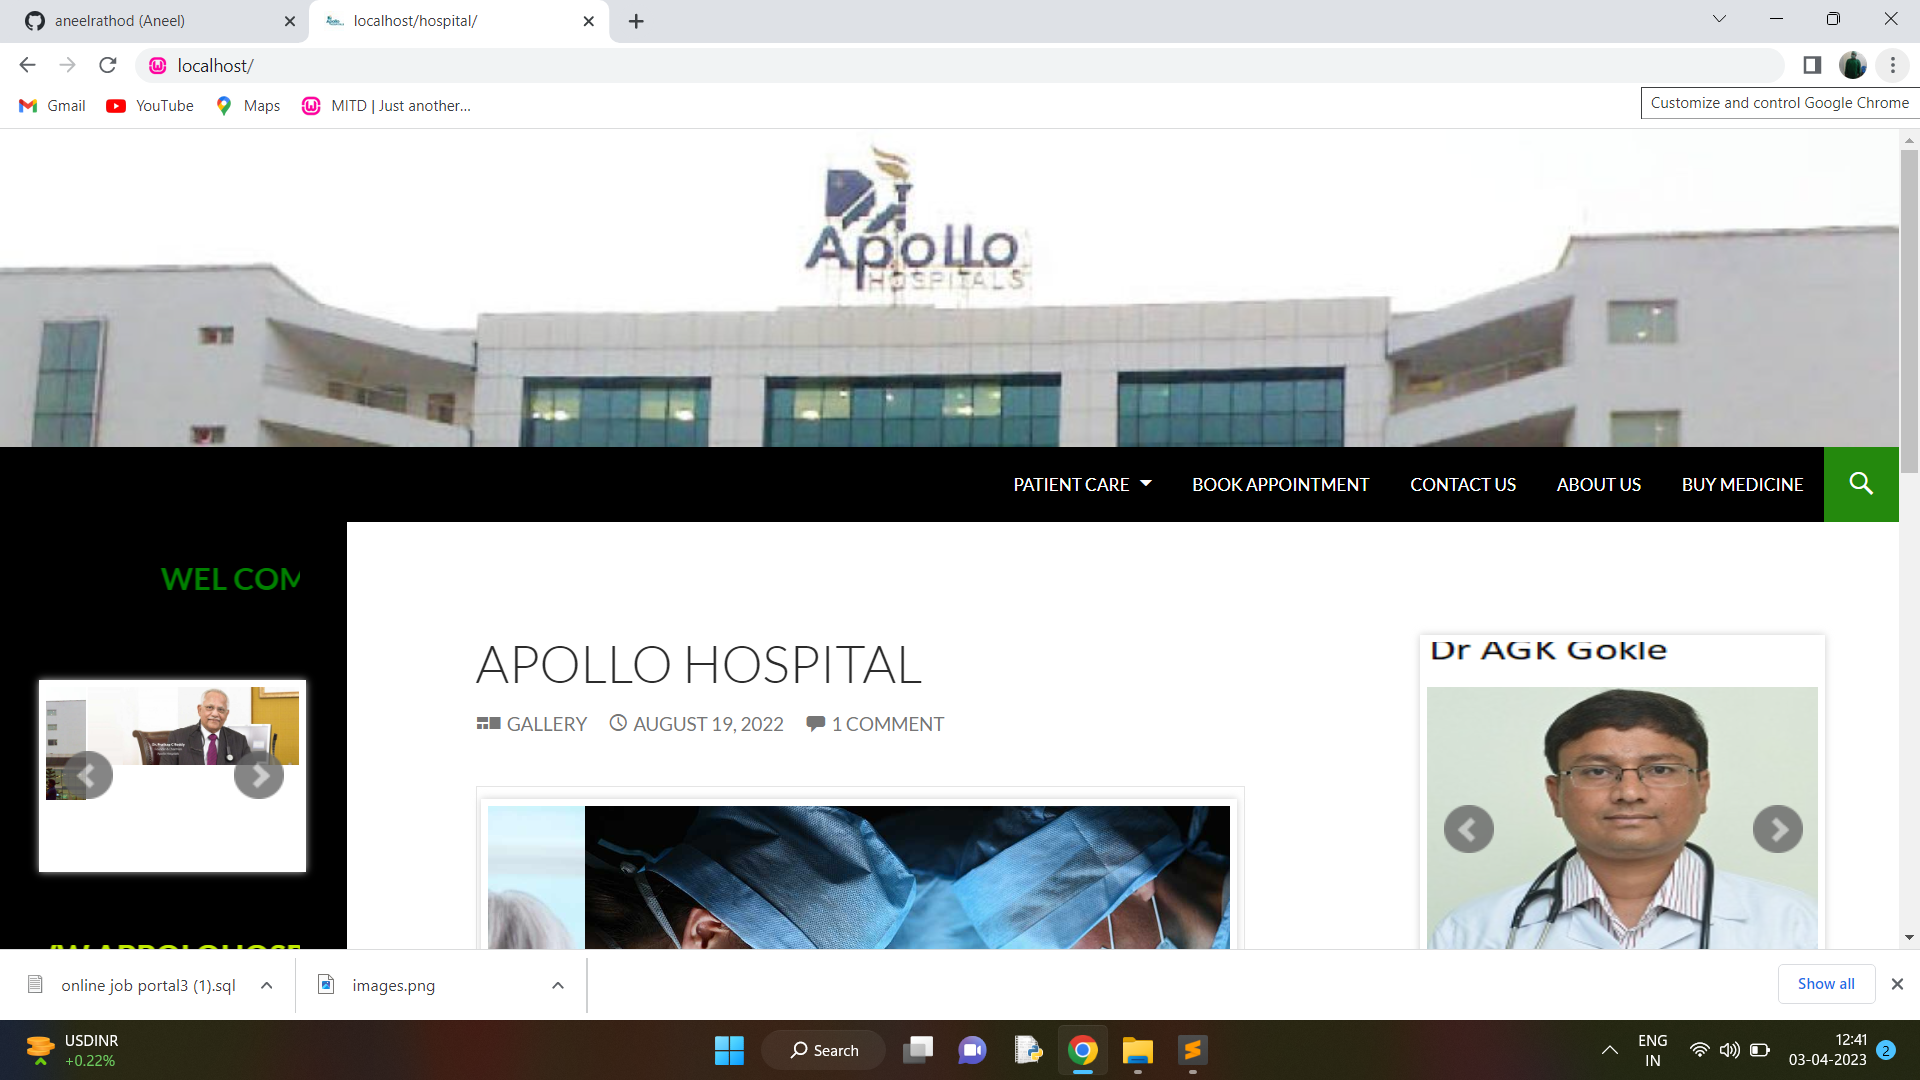 aneelrathod (Aneel)
localhost/hospital/
localhost/
Gmail
YouTube
Maps
MITD | Just another...
Customize and control Google Chrome
Apollo
HOSPITALS
PATIENT CARE
BOOK APPOINTMENT
CONTACT US
ABOUT US
BUY MEDICINE
WEL COM
APOLLO HOSPITAL
GALLERY
AUGUST 19, 2022
1 COMMENT
Dr AGK Gokle
online job portal3 (1).sql
images.png
Show all
USDINR
+0.22%
Search
ENG
IN
12:41
03-04-2023
2